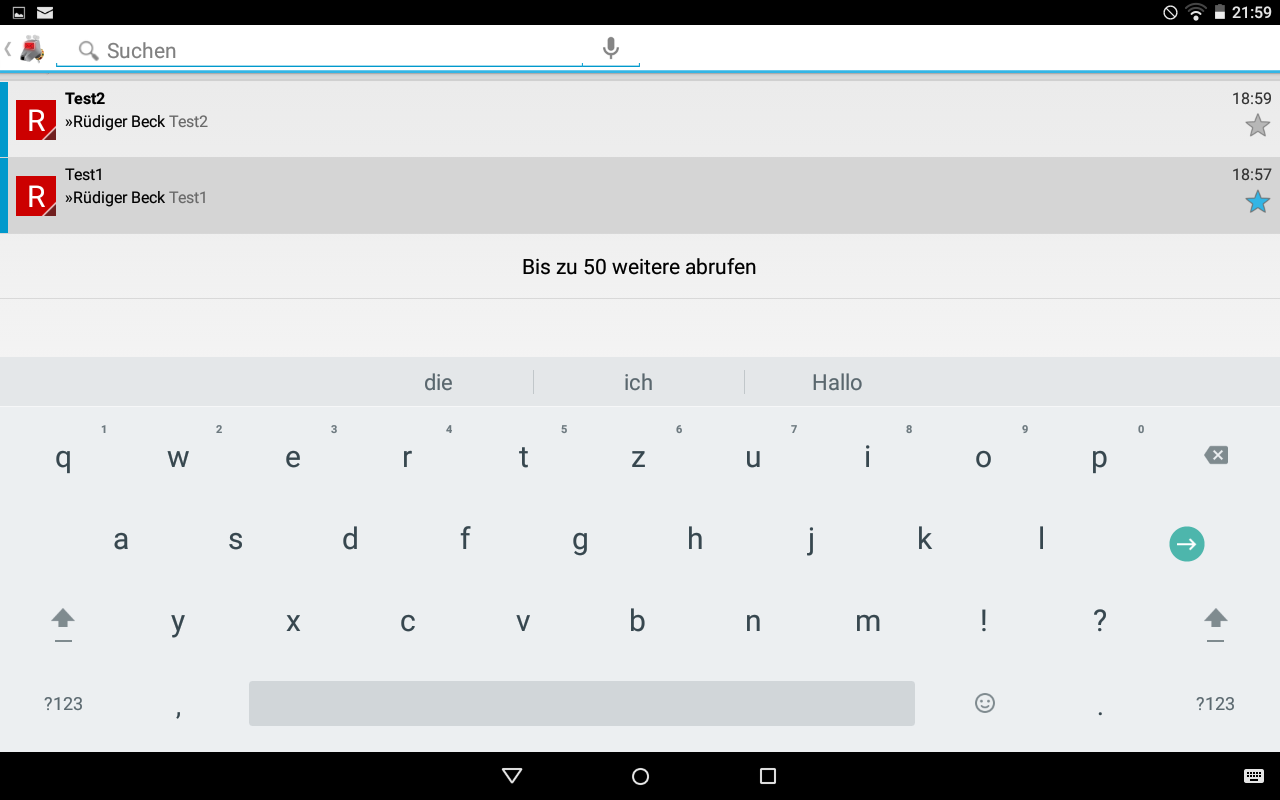 21:59
Suchen
Test2 18:59
R »Rüdiger Beck Test2
Test1 18:57
R »Rüdiger Beck Test1
Bis zu 50 weitere abrufen
die ich Hallo
1 2 3 4 5 6 7 8 9 0
q w e r t z u i o p
a s d f g h j k l
y x c v b n m ! ?
?123 , . ?123